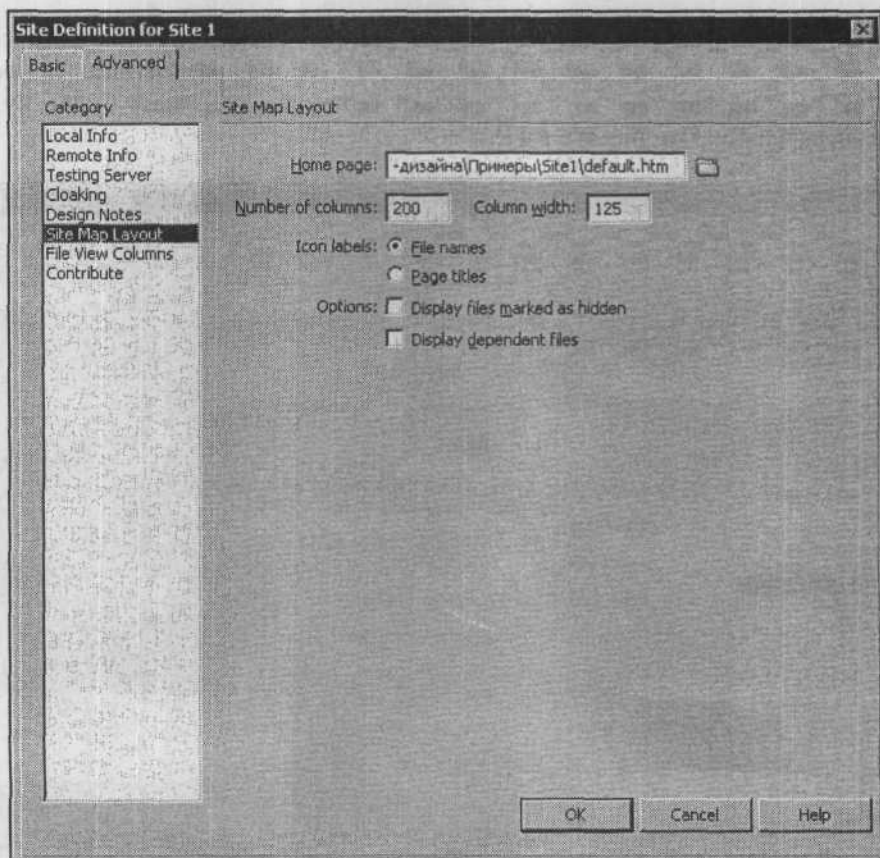 Site Definition for Site 1
Basic
Advanced
Category
Local Info
Remote Info
Testing Server
Cloaking
Design Notes
Site Map Layout
File View Columns
Contribute
Site Map Layout
Home page: -дизайна\Примеры\Site1\default.htm
Number of columns: 200 Column width: 125
Icon labels: File names
Page titles
Options: Display files marked as hidden
Display dependent files
OK Cancel Help